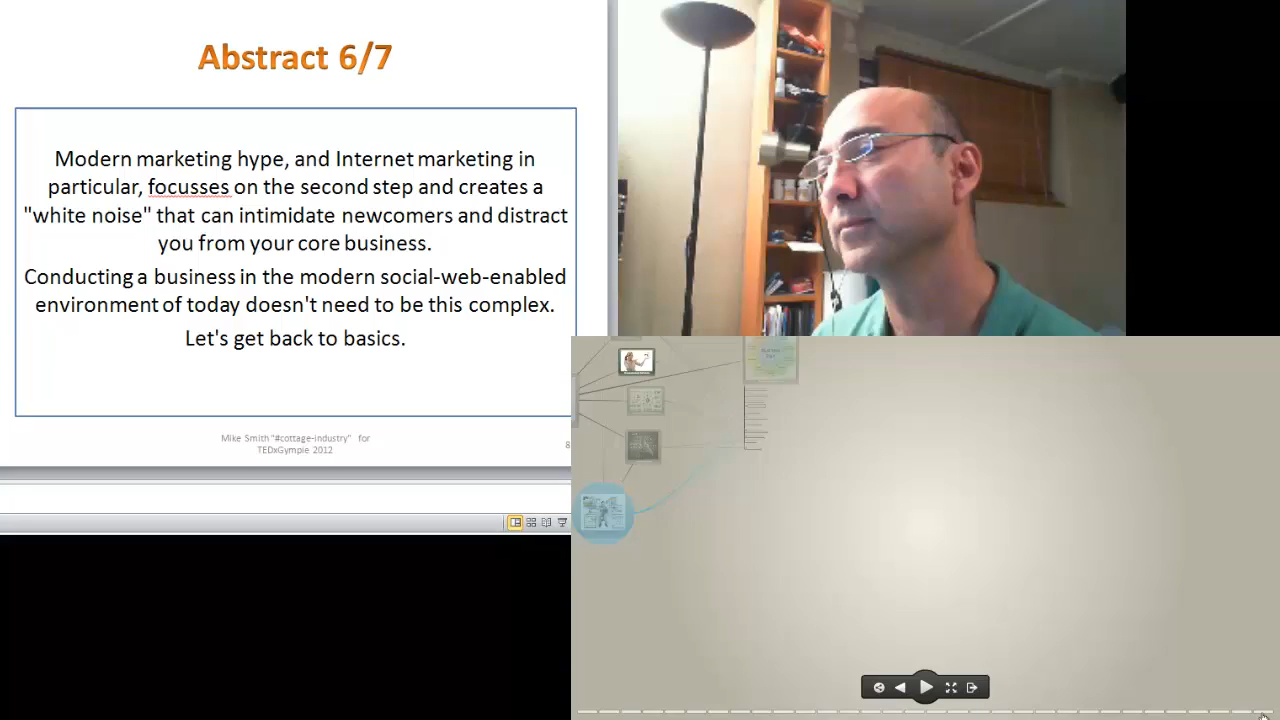 Abstract 6/7
Modern marketing hype, and Internet marketing in
particular, focusses on the second step and creates a
"white noise" that can intimidate newcomers and distract
you from your core business.
Conducting a business in the modern social-web-enabled
environment of today doesn't need to be this complex.
Let's get back to basics.
Mike Smith "#cottage-industry" for
TEDxGympie 2012
8